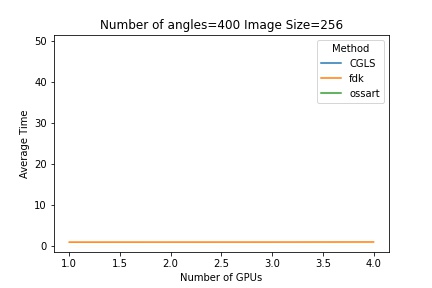 Number of angles=400 Image Size=256
Method
CGLS
fdk
ossart
Average Time
50
40
30
20
10
0
1.0 1.5 2.0 2.5 3.0 3.5 4.0
Number of GPUs